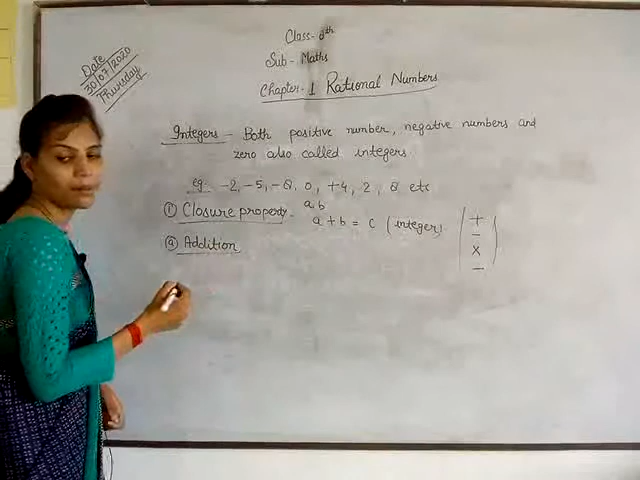 Date
30/07/2020
Thursday
Class- 8th
Sub- Maths
Chapter- 1 Rational Numbers
Integers - Both positive number, negative numbers and
zero also called integers.
eg:- -2, -5, -8, 0, +4, 2, 8 etc
① Closure property- a, b
a + b = c (integer)
ⓐ Addition
+
-
×
-